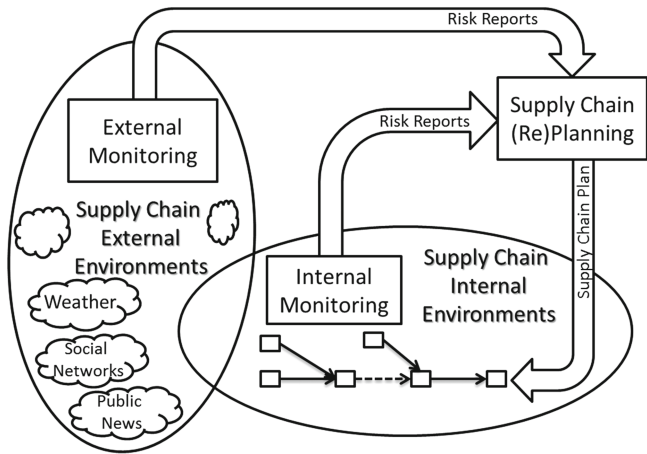 Risk Reports
External
Monitoring
Supply Chain
(Re)Planning
Risk Reports
Supply Chain Plan
Supply Chain
External
Environments
Weather
Social
Networks
Public
News
Internal
Monitoring
Supply Chain
Internal
Environments